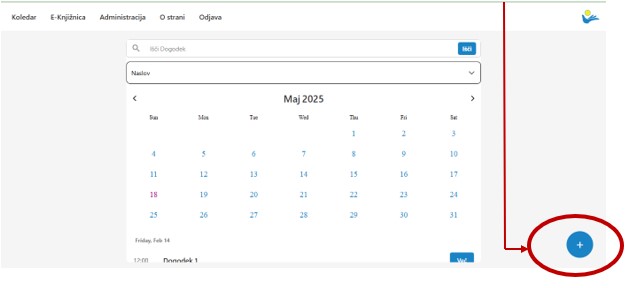 Koledar E-Knjižnica Administracija O strani Odjava
Išči Dogodek Išči
Naslov
Maj 2025
Sun Mon Tue Wed Thu Fri Sat
1 2 3
4 5 6 7 8 9 10
11 12 13 14 15 16 17
18 19 20 21 22 23 24
25 26 27 28 29 30 31
Friday, Feb 14
12:00 Dogodek 1 Več